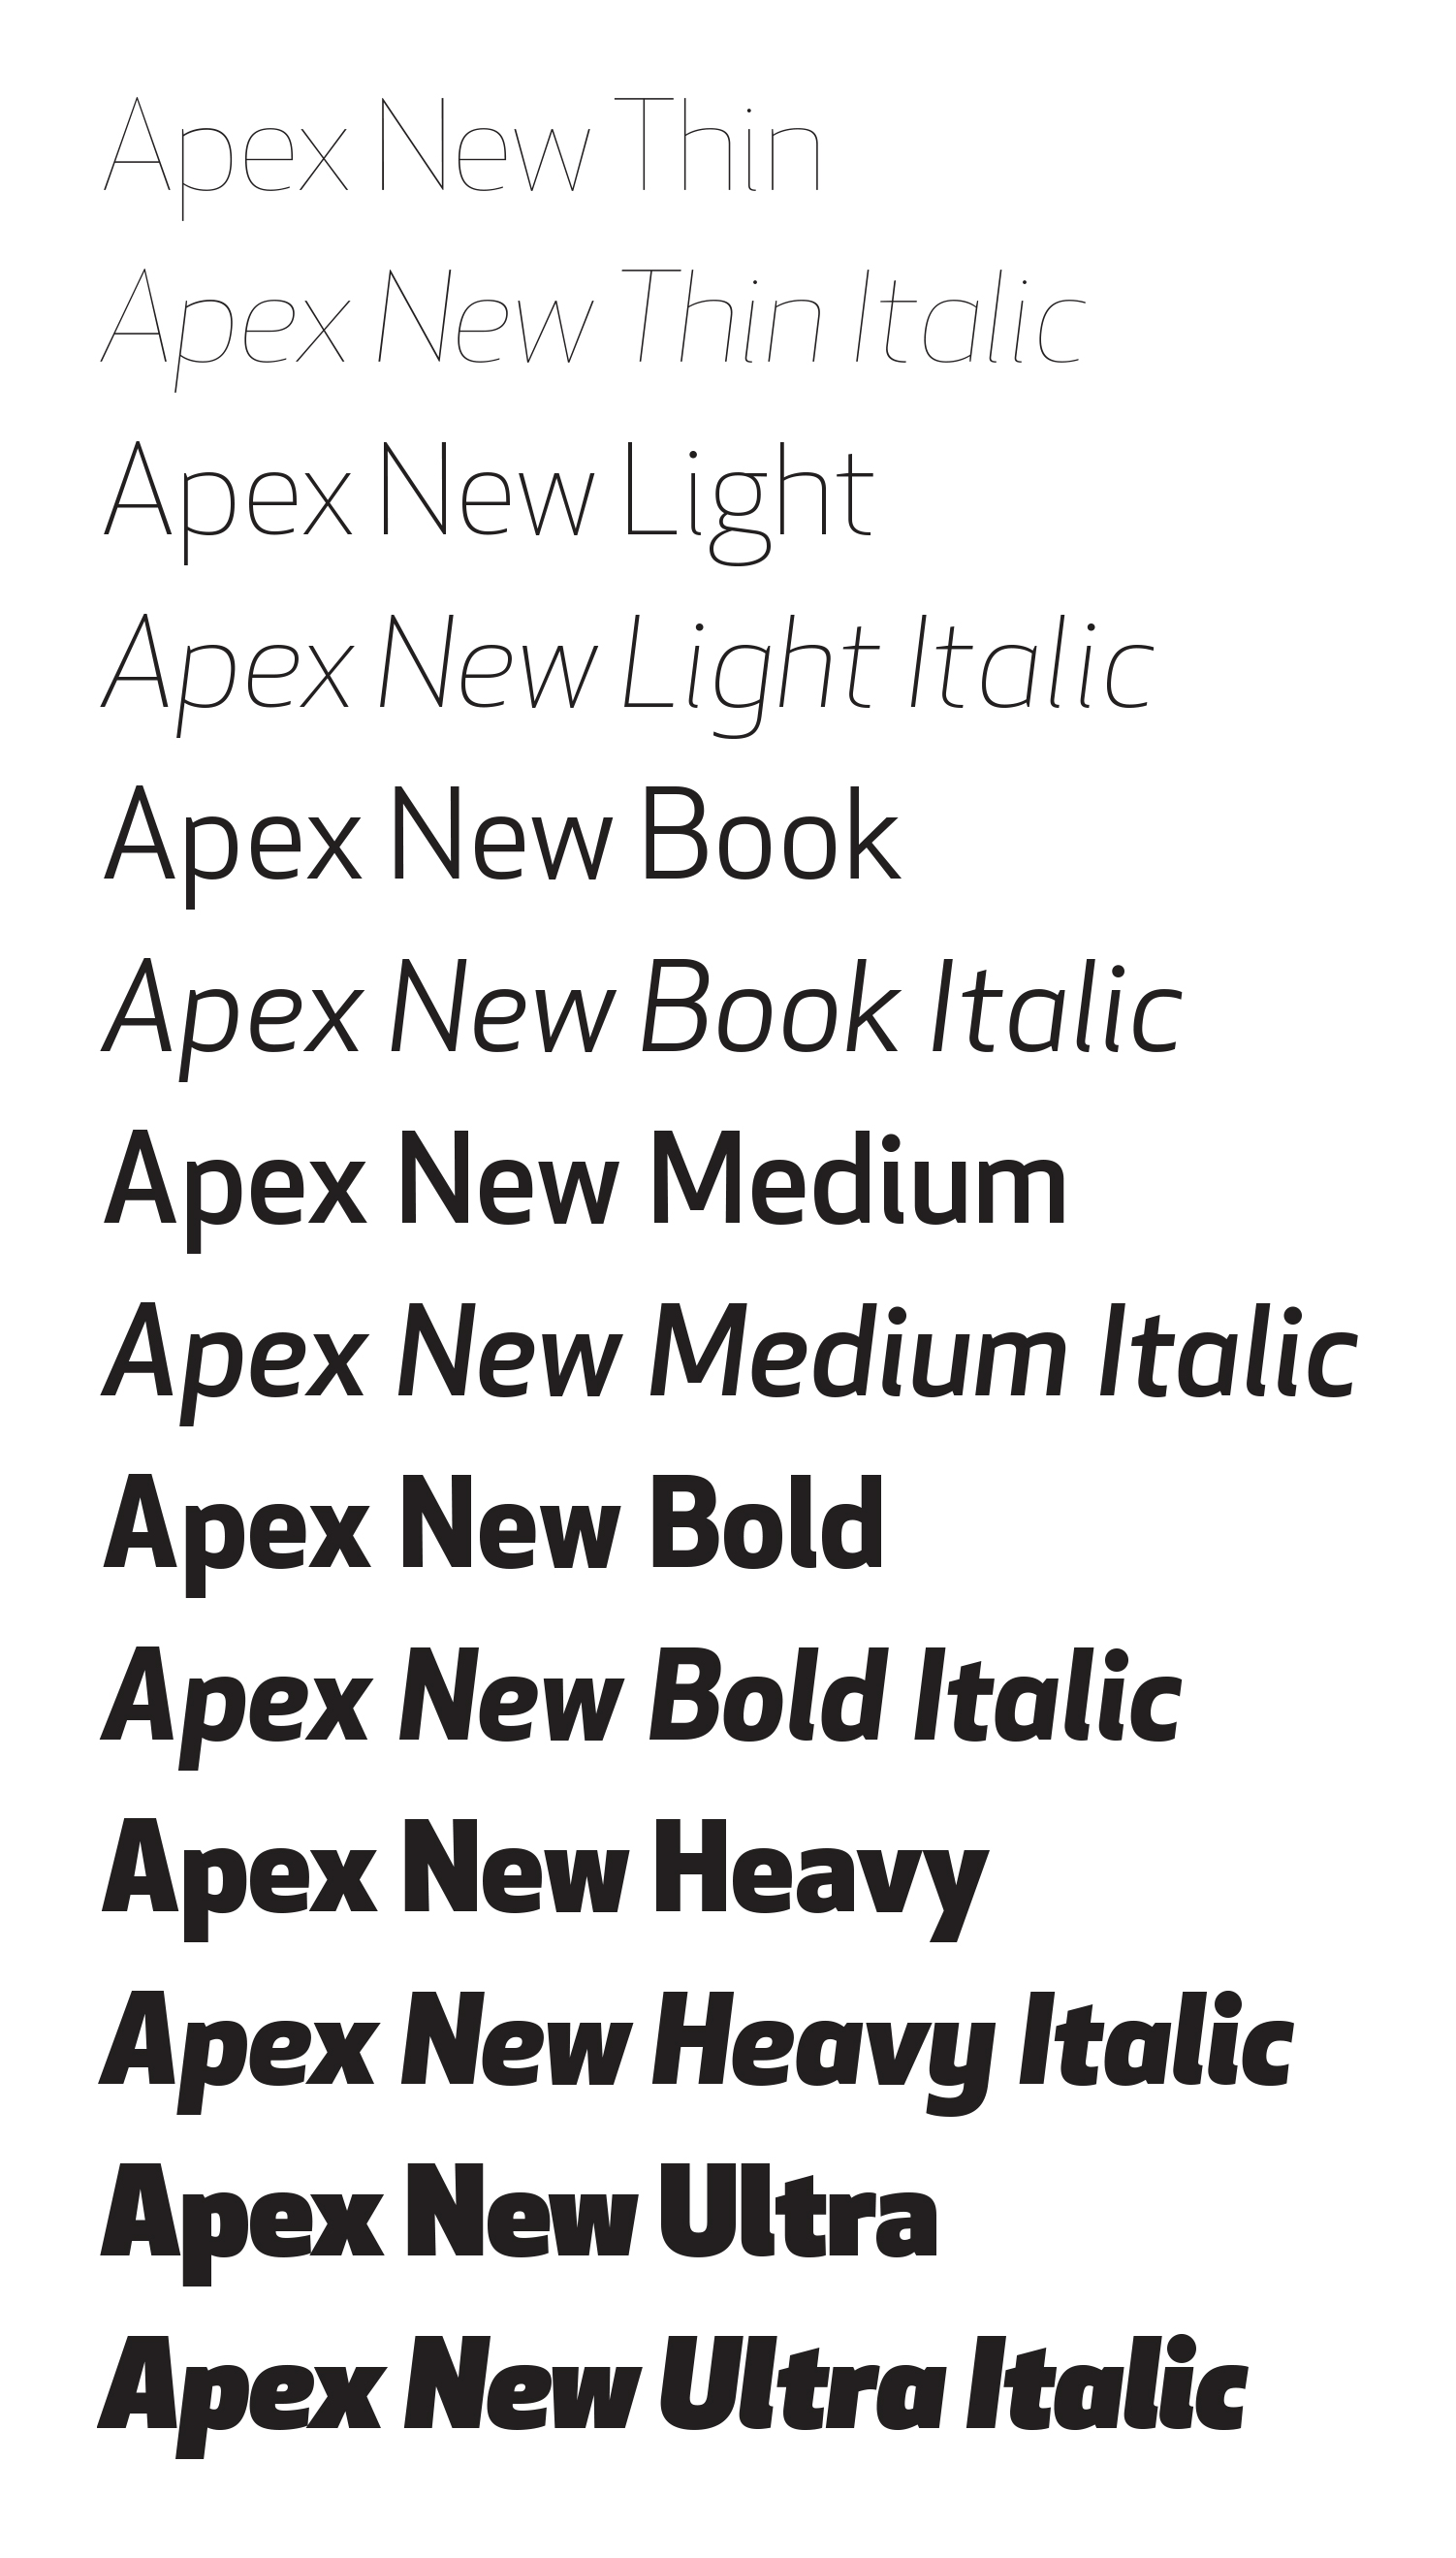 Apex New Thin
Apex New Thin Italic
Apex New Light
Apex New Light Italic
Apex New Book
Apex New Book Italic
Apex New Medium
Apex New Medium Italic
Apex New Bold
Apex New Bold Italic
Apex New Heavy
Apex New Heavy Italic
Apex New Ultra
Apex New Ultra Italic